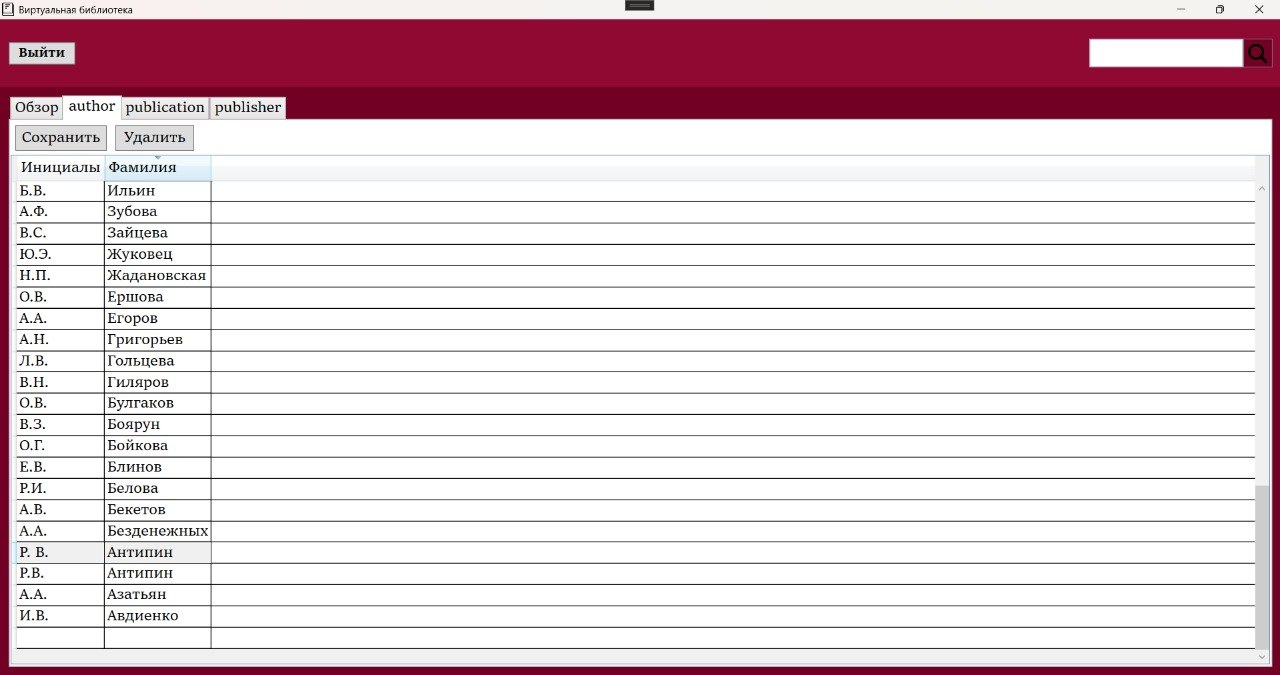 Виртуальная библиотека
Выйти
Обзор author publication publisher
Сохранить Удалить
Инициалы Фамилия
Б.В. Ильин
А.Ф. Зубова
В.С. Зайцева
Ю.Э. Жуковец
Н.П. Жадановская
О.В. Ершова
А.А. Егоров
А.Н. Григорьев
Л.В. Гольцева
В.Н. Гиляров
О.В. Булгаков
В.З. Боярун
О.Г. Бойкова
Е.В. Блинов
Р.И. Белова
А.В. Бекетов
А.А. Безденежных
Р. В. Антипин
Р.В. Антипин
А.А. Азатьян
И.В. Авдиенко